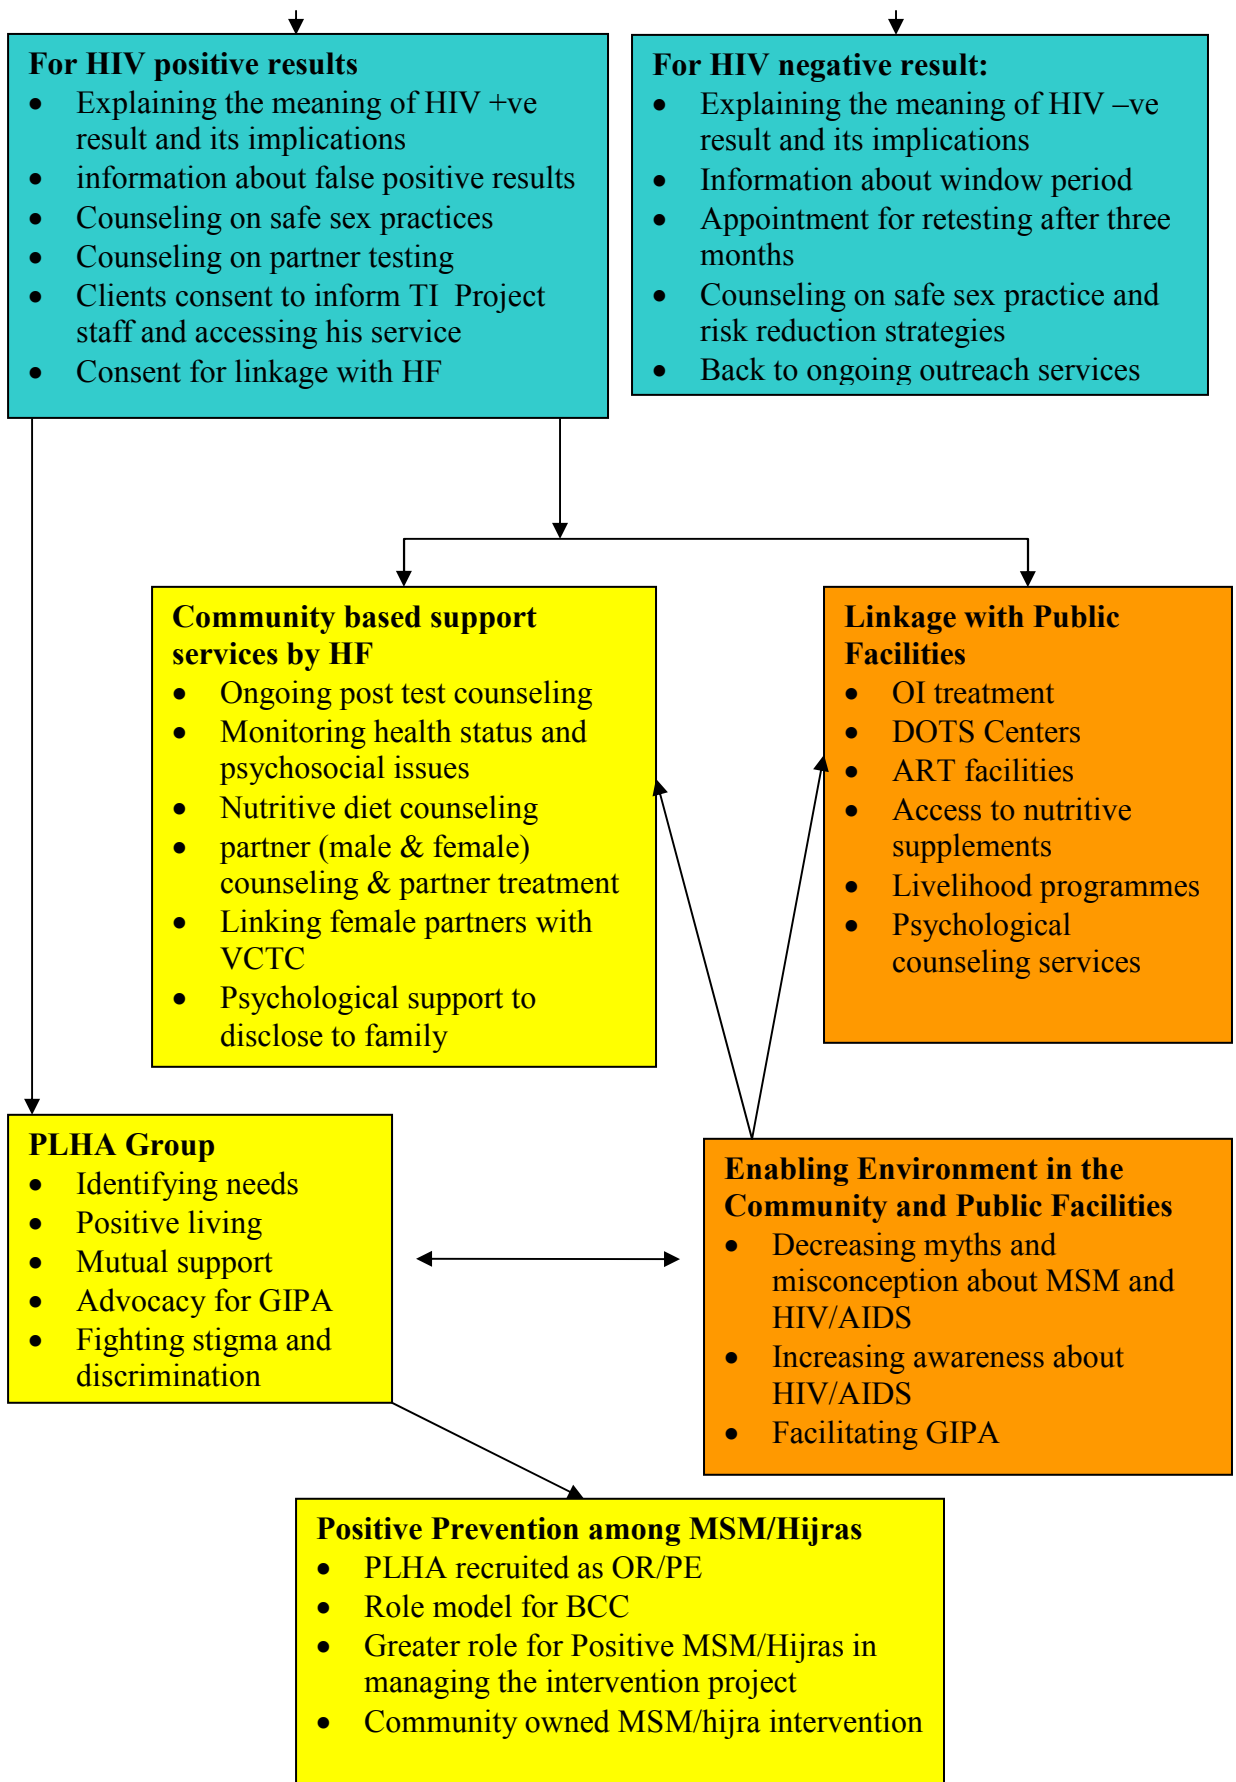 For HIV positive results
• Explaining the meaning of HIV +ve
result and its implications
• information about false positive results
• Counseling on safe sex practices
• Counseling on partner testing
• Clients consent to inform TI Project
staff and accessing his service
• Consent for linkage with HF
For HIV negative result:
• Explaining the meaning of HIV –ve
result and its implications
• Information about window period
• Appointment for retesting after three
months
• Counseling on safe sex practice and
risk reduction strategies
• Back to ongoing outreach services
Community based support
services by HF
• Ongoing post test counseling
• Monitoring health status and
psychosocial issues
• Nutritive diet counseling
• partner (male & female)
counseling & partner treatment
• Linking female partners with
VCTC
• Psychological support to
disclose to family
Linkage with Public
Facilities
• OI treatment
• DOTS Centers
• ART facilities
• Access to nutritive
supplements
• Livelihood programmes
• Psychological
counseling services
PLHA Group
• Identifying needs
• Positive living
• Mutual support
• Advocacy for GIPA
• Fighting stigma and
discrimination
Enabling Environment in the
Community and Public Facilities
• Decreasing myths and
misconception about MSM and
HIV/AIDS
• Increasing awareness about
HIV/AIDS
• Facilitating GIPA
Positive Prevention among MSM/Hijras
• PLHA recruited as OR/PE
• Role model for BCC
• Greater role for Positive MSM/Hijras in
managing the intervention project
• Community owned MSM/hijra intervention